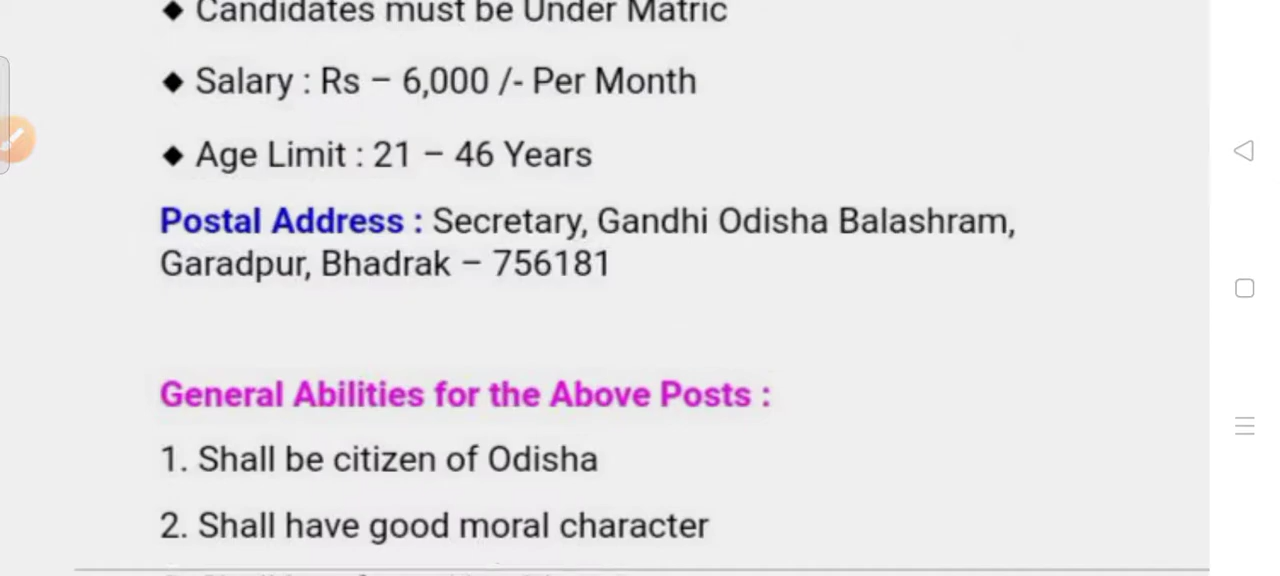 ◆ Candidates must be Under Matric
◆ Salary : Rs – 6,000 /- Per Month
◆ Age Limit : 21 – 46 Years
Postal Address : Secretary, Gandhi Odisha Balashram,
Garadpur, Bhadrak – 756181
General Abilities for the Above Posts :
1. Shall be citizen of Odisha
2. Shall have good moral character